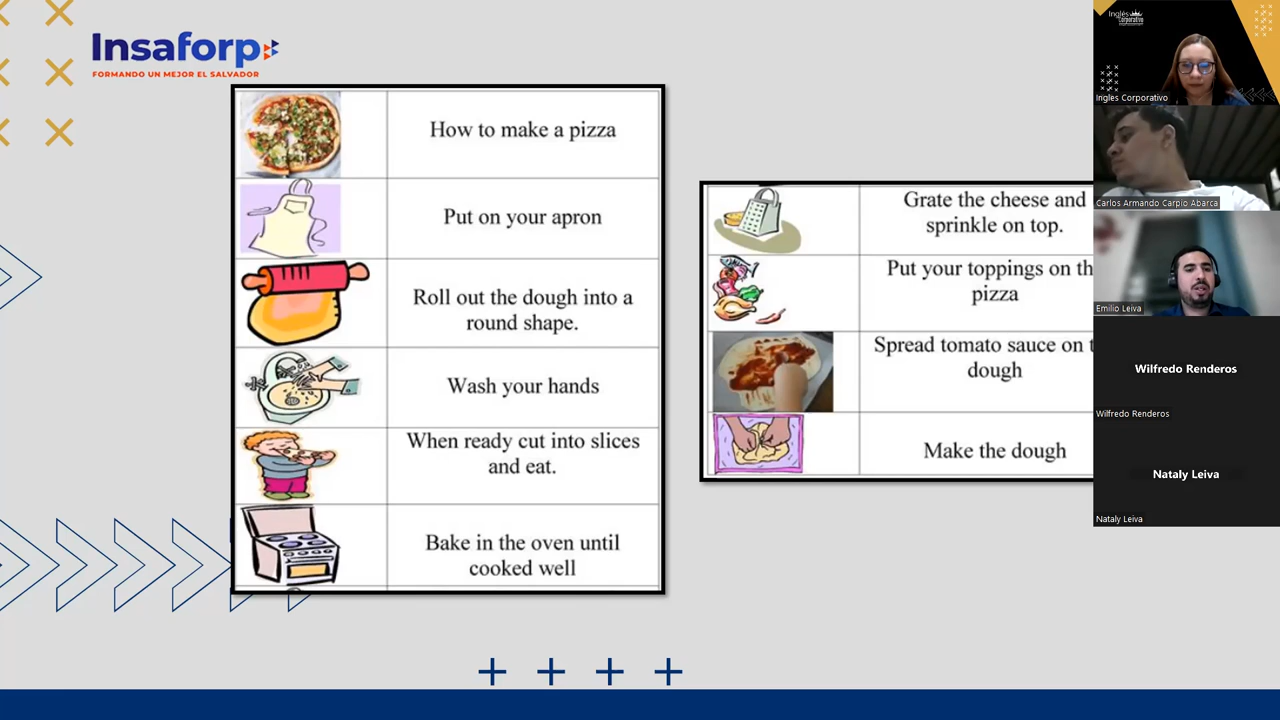 Insaforp
FORMANDO UN MEJOR EL SALVADOR
How to make a pizza
Put on your apron
Roll out the dough into a
round shape.
Wash your hands
When ready cut into slices
and eat.
Bake in the oven until
cooked well
Grate the cheese and
sprinkle on top.
Put your toppings on th
pizza
Spread tomato sauce on t
dough
Make the dough
Inglés
Corporativo
Ingles Corporativo
Carlos Armando Carpio Abarca
Emilio Leiva
Wilfredo Renderos
Wilfredo Renderos
Nataly Leiva
Nataly Leiva